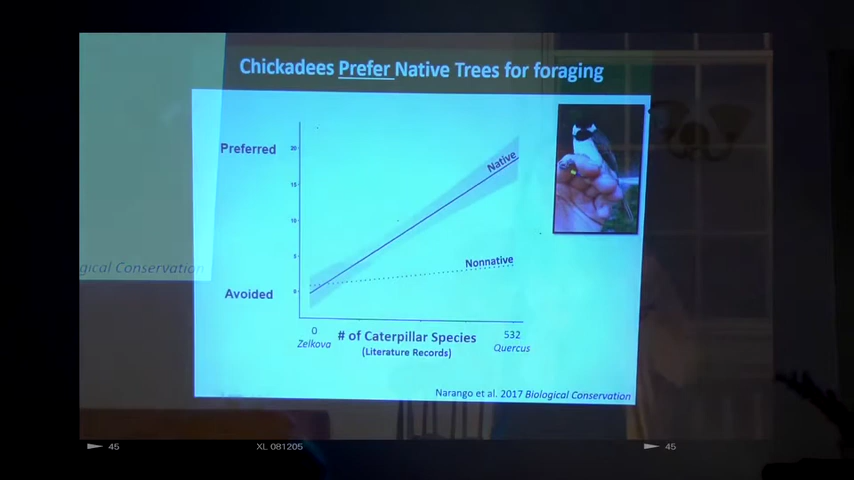 Chickadees Prefer Native Trees for foraging
Preferred
20
Native
15
10
5
Nonnative
Avoided
0
0
Zelkova
# of Caterpillar Species
(Literature Records)
532
Quercus
gical Conservation
Narango et al. 2017 Biological Conservation
45
XL 081205
45